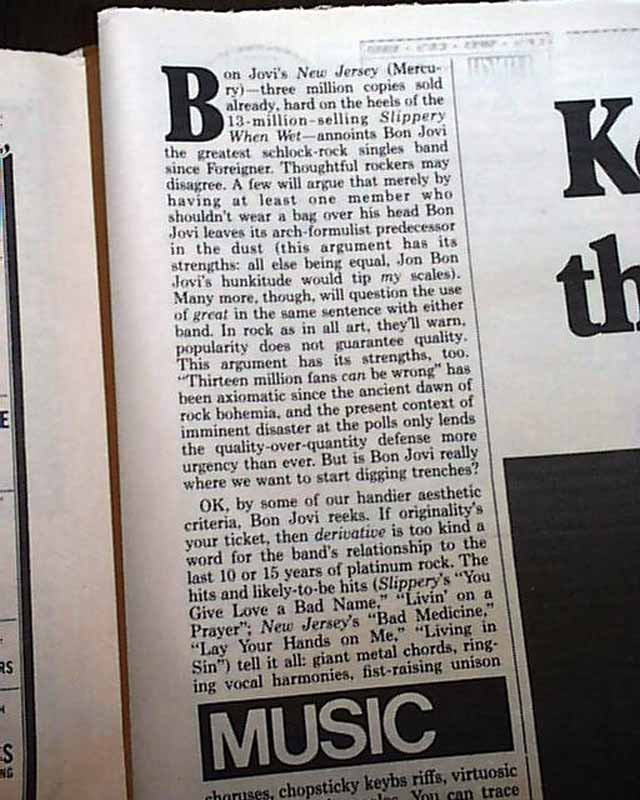 Bon Jovi's New Jersey (Mercu-
ry)—three million copies sold
already, hard on the heels of the
13-million-selling Slippery
When Wet—annoints Bon Jovi
the greatest schlock-rock singles band
since Foreigner. Thoughtful rockers may
disagree. A few will argue that merely by
having at least one member who
shouldn't wear a bag over his head Bon
Jovi leaves its arch-formulist predecessor
in the dust (this argument has its
strengths: all else being equal, Jon Bon
Jovi's hunkitude would tip my scales).
Many more, though, will question the use
of great in the same sentence with either
band. In rock as in all art, they'll warn,
popularity does not guarantee quality.
This argument has its strengths, too.
"Thirteen million fans can be wrong" has
been axiomatic since the ancient dawn of
rock bohemia, and the present context of
imminent disaster at the polls only lends
the quality-over-quantity defense more
urgency than ever. But is Bon Jovi really
where we want to start digging trenches?
OK, by some of our handier aesthetic
criteria, Bon Jovi reeks. If originality's
your ticket, then derivative is too kind a
word for the band's relationship to the
last 10 or 15 years of platinum rock. The
hits and likely-to-be hits (Slippery's "You
Give Love a Bad Name," "Livin' on a
Prayer"; New Jersey's "Bad Medicine,"
"Lay Your Hands on Me," "Living in
Sin") tell it all: giant metal chords, ring-
ing vocal harmonies, fist-raising unison
MUSIC
choruses, chopsticky keybs riffs, virtuosic
You can trace
K
th
E
RS
S
NG